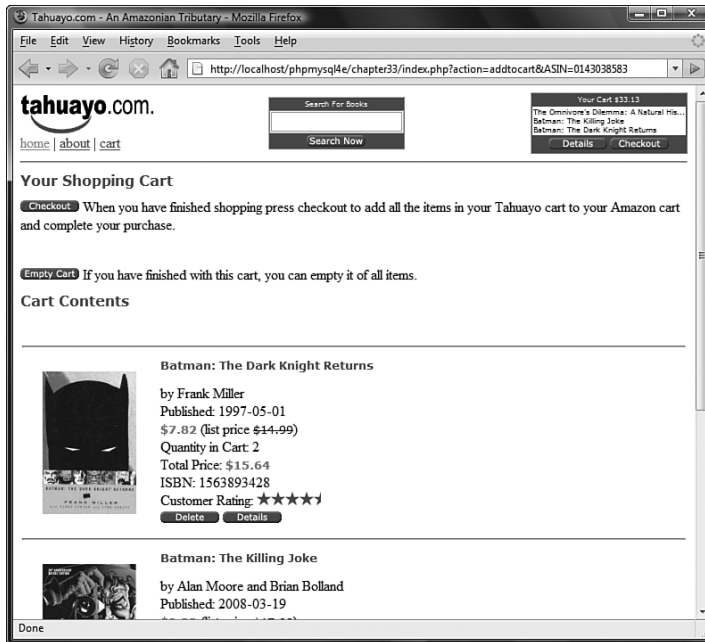 Tahuayo.com - An Amazonian Tributary - Mozilla Firefox
File Edit View History Bookmarks Tools Help
http://localhost/phpmysql4e/chapter33/index.php?action=addtocart&ASIN=0143038583
tahuayo.com.
home | about | cart
Search For Books
Search Now
Your Cart $33.13
The Omnivore's Dilemma: A Natural His...
Batman: The Killing Joke
Batman: The Dark Knight Returns
Details Checkout
Your Shopping Cart
Checkout When you have finished shopping press checkout to add all the items in your Tahuayo cart to your Amazon cart
and complete your purchase.
Empty Cart If you have finished with this cart, you can empty it of all items.
Cart Contents
Batman: The Dark Knight Returns
by Frank Miller
Published: 1997-05-01
$7.82 (list price $14.99)
Quantity in Cart: 2
Total Price: $15.64
ISBN: 1563893428
Customer Rating:
Delete Details
BATMAN: THE DARK KNIGHT RETURNS
FRANK MILLER
Batman: The Killing Joke
by Alan Moore and Brian Bolland
Published: 2008-03-19
Done